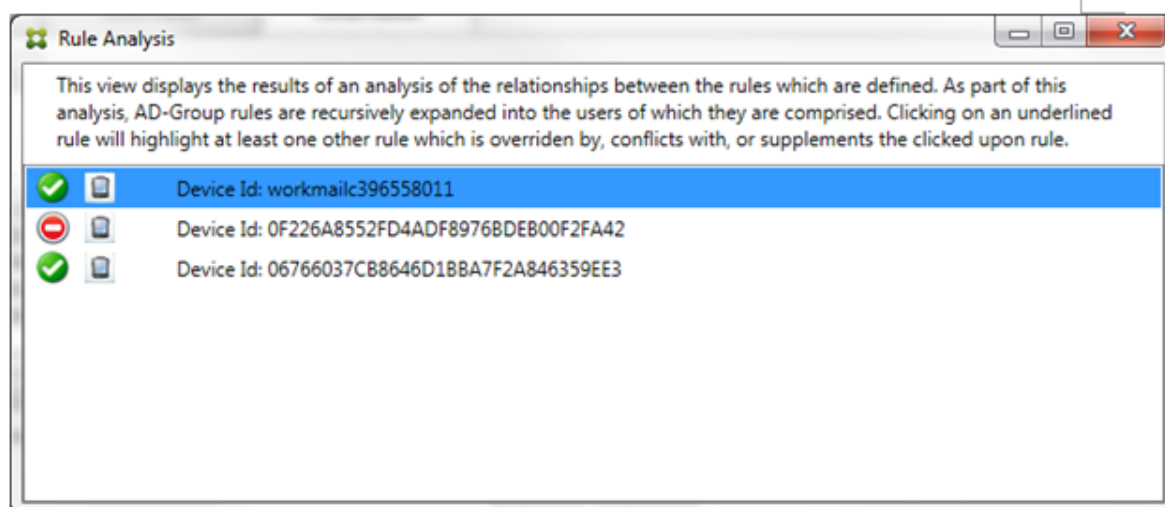 Rule Analysis
This view displays the results of an analysis of the relationships between the rules which are defined. As part of this
analysis, AD-Group rules are recursively expanded into the users of which they are comprised. Clicking on an underlined
rule will highlight at least one other rule which is overriden by, conflicts with, or supplements the clicked upon rule.
Device Id: workmailc396558011
Device Id: 0F226A8552FD4ADF8976BDEB00F2FA42
Device Id: 06766037CB8646D1BBA7F2A846359EE3